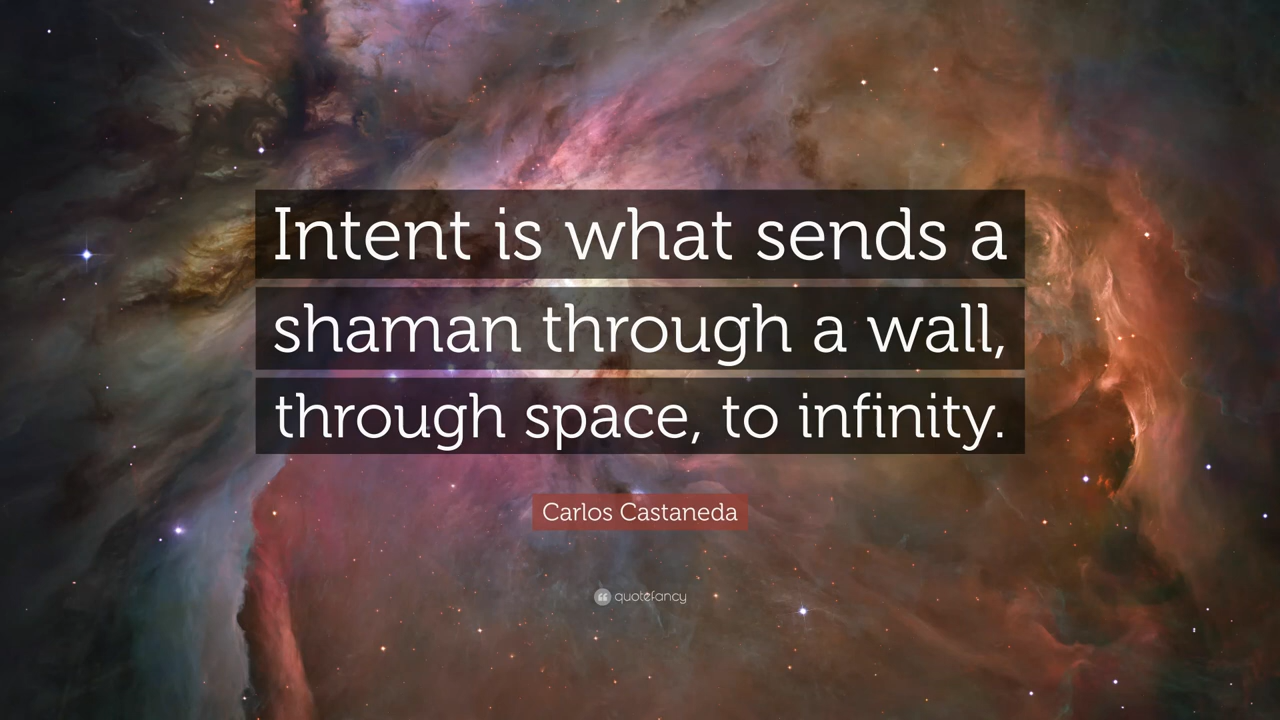 Intent is what sends a
shaman through a wall,
through space, to infinity.
Carlos Castaneda
quotefancy